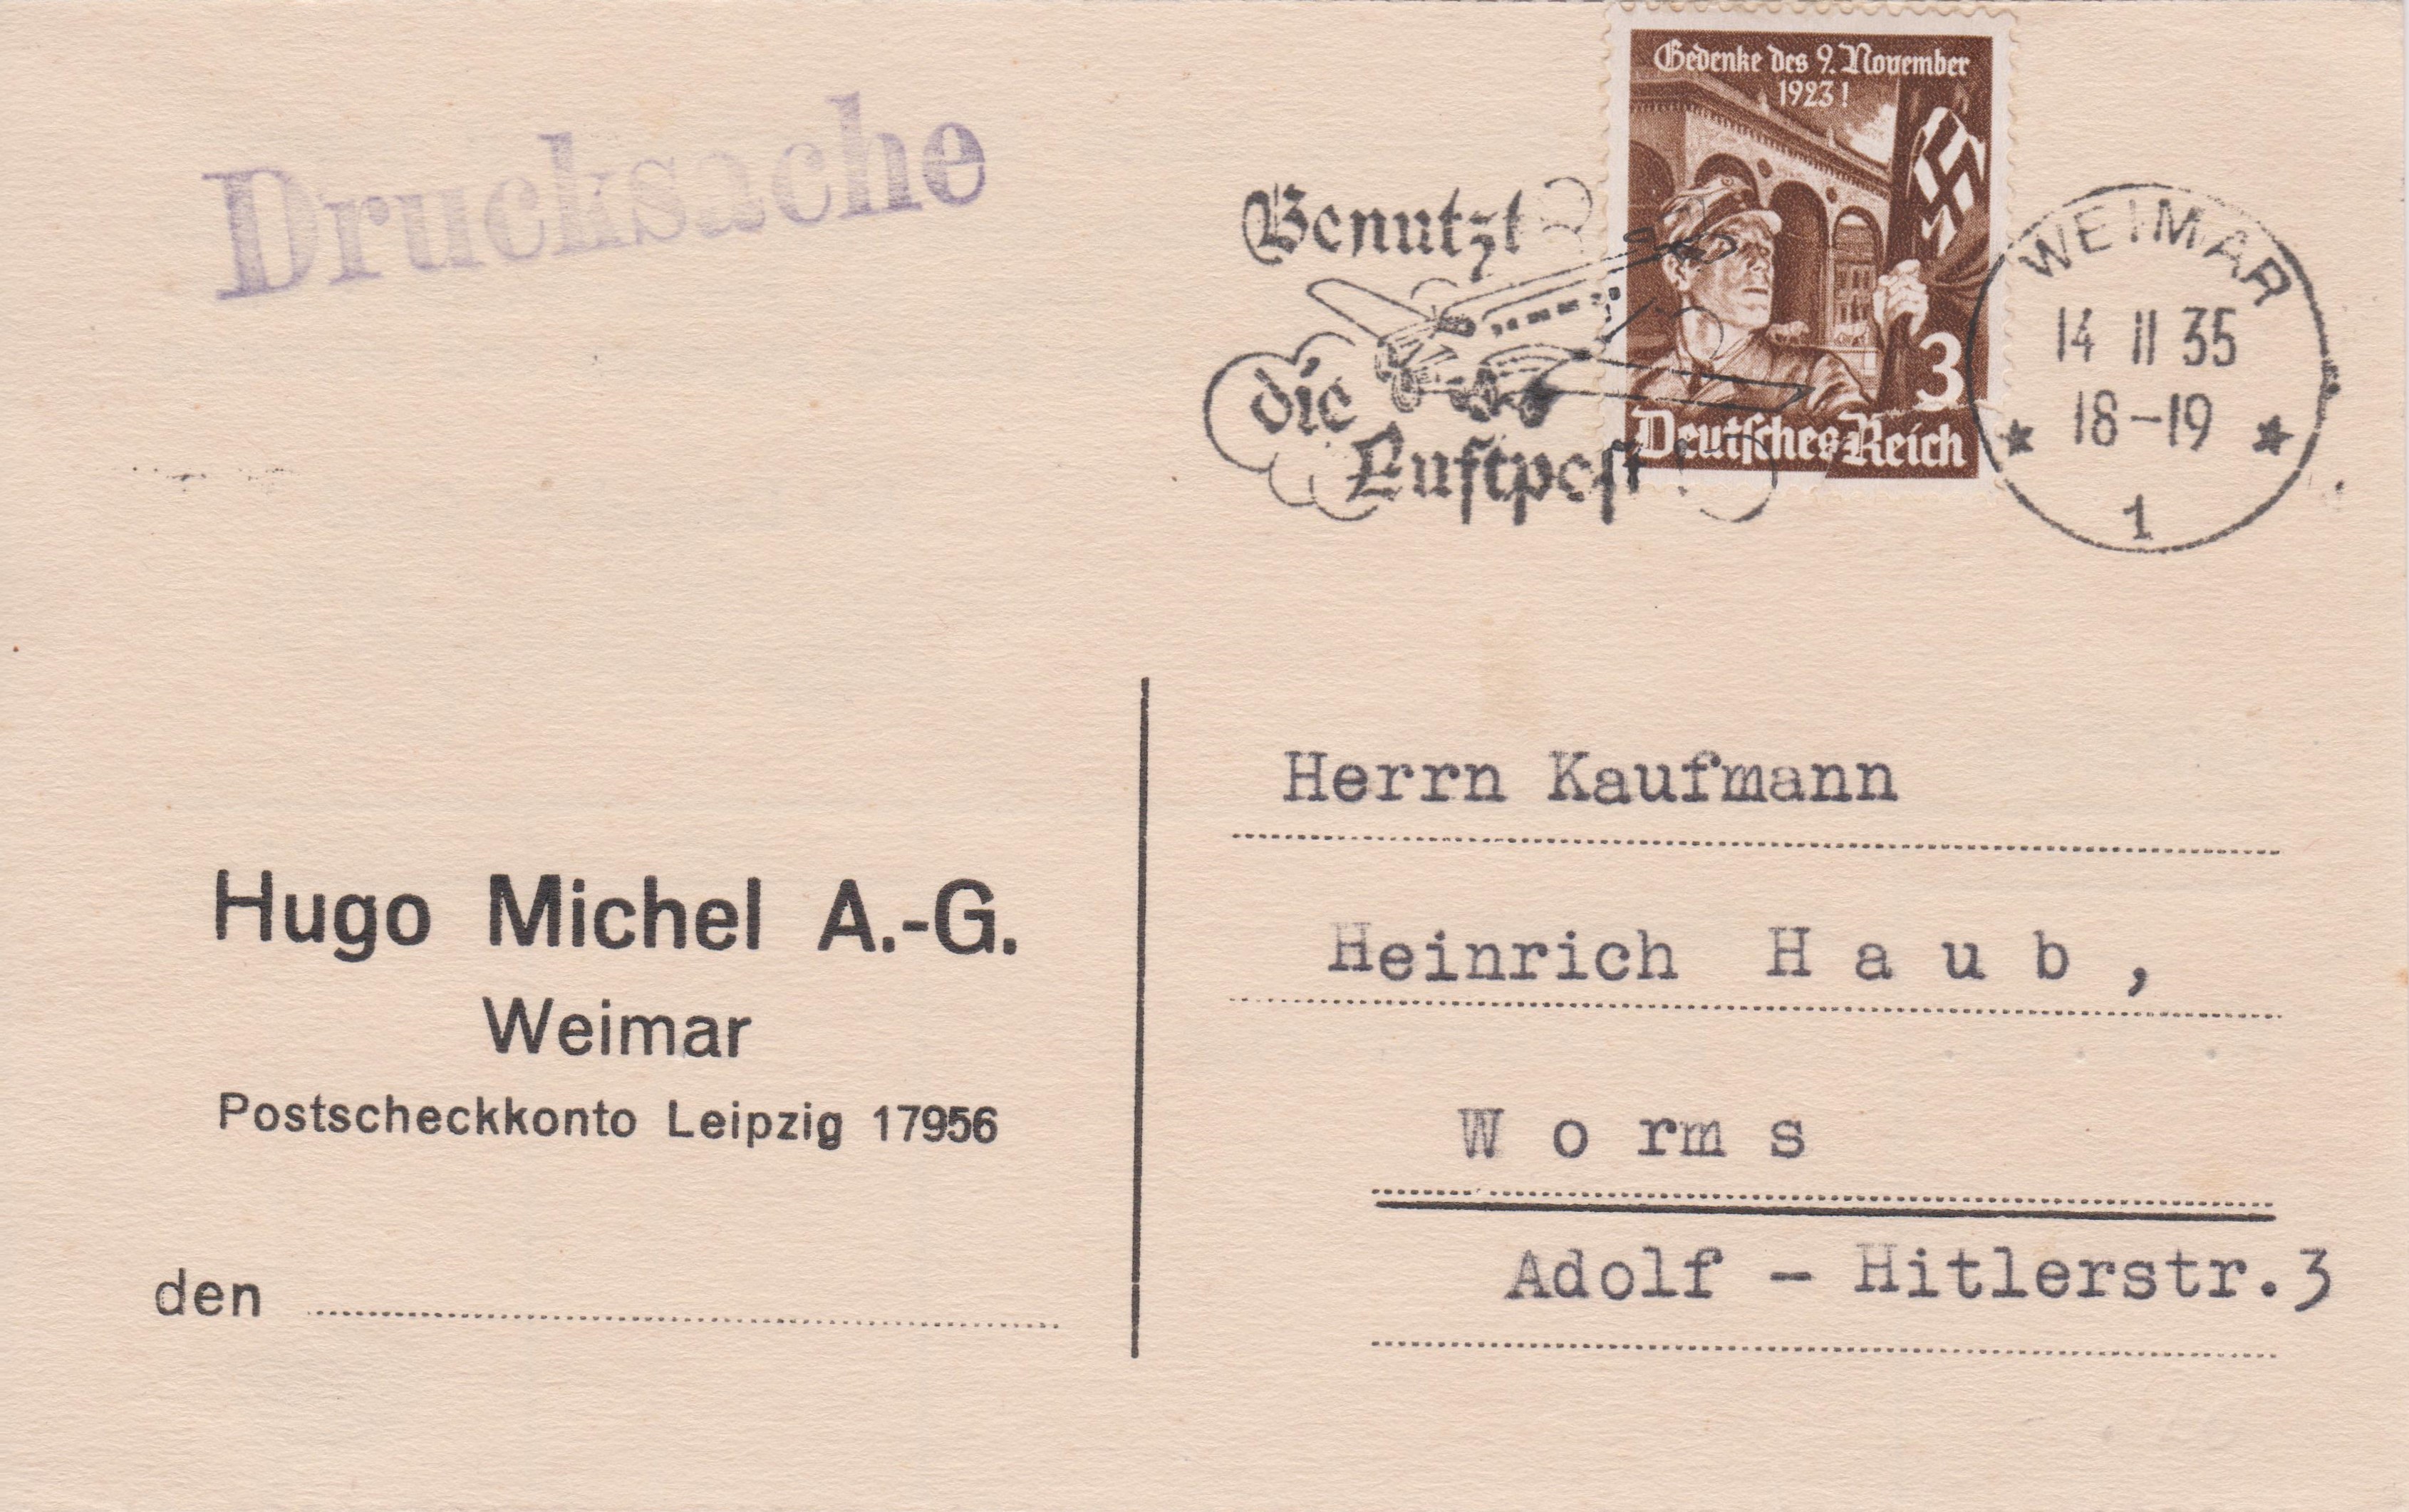 Drucksache
Gedenke des 9. November
1923!
3
Deutsches Reich
Benutzt
die
Luftpost
WEIMAR
14 11 35
18-19
1
Hugo Michel A.-G.
Weimar
Postscheckkonto Leipzig 17956
den
Herrn Kaufmann
Heinrich H a u b ,
W o rm s
Adolf - Hitlerstr.3